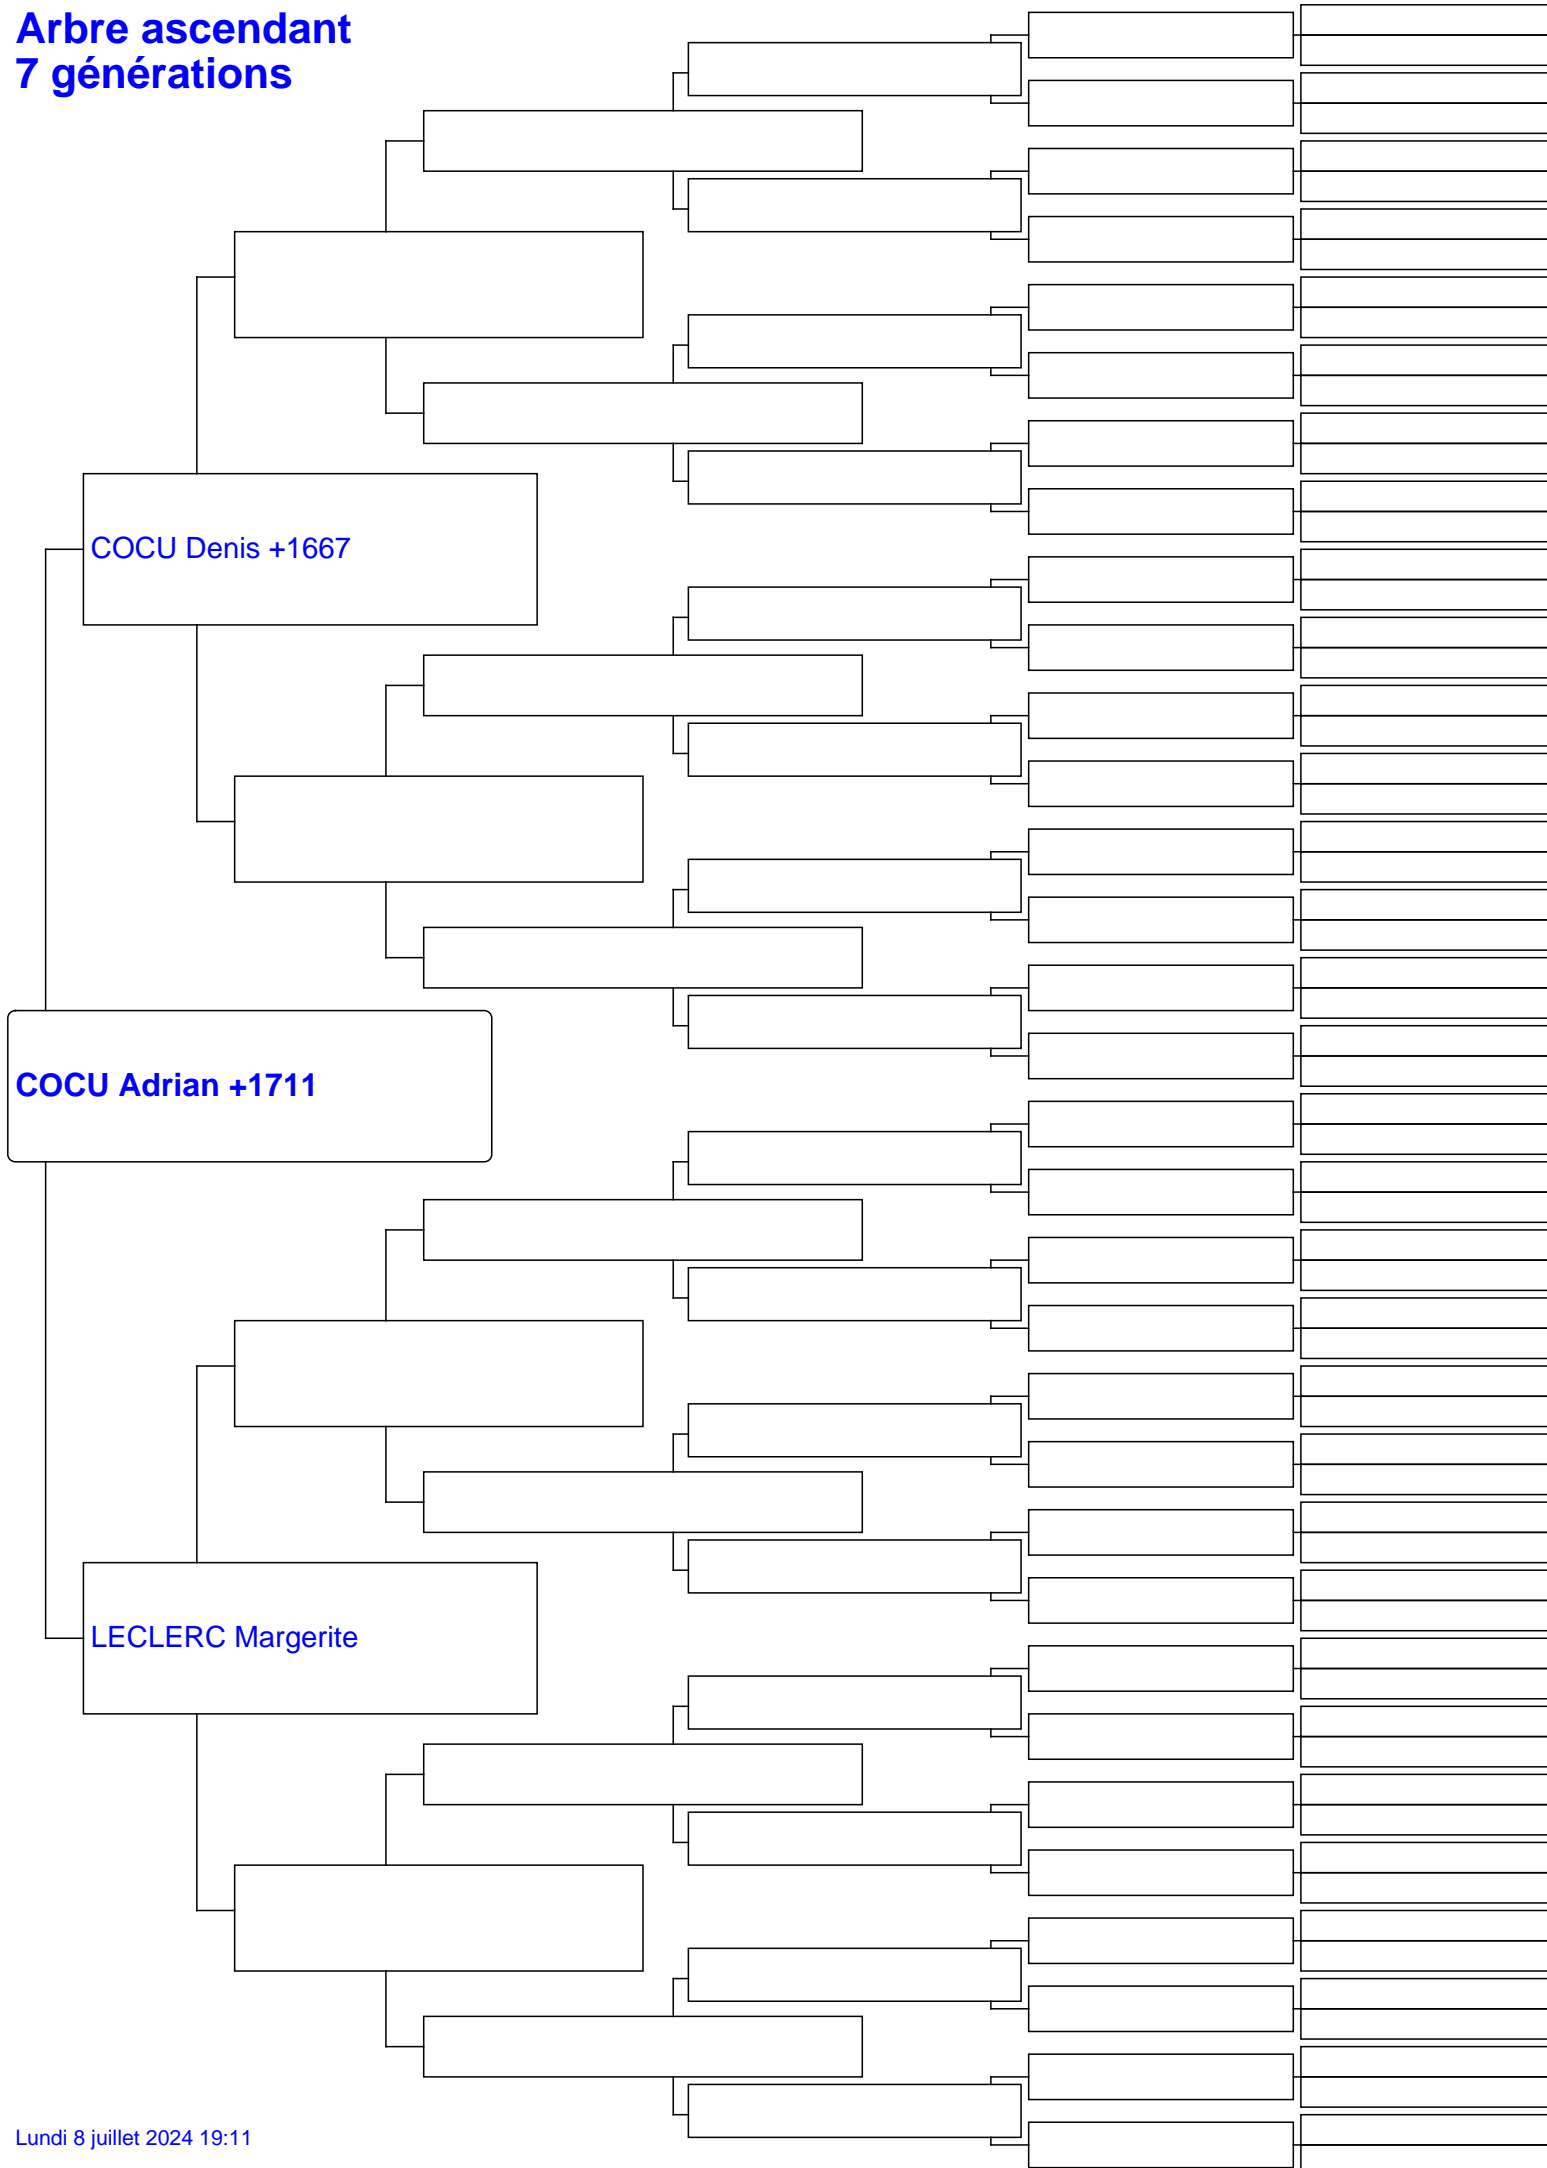 Arbre ascendant
7 générations
COCU Denis +1667
COCU Adrian +1711
LECLERC Margerite
Lundi 8 juillet 2024 19:11